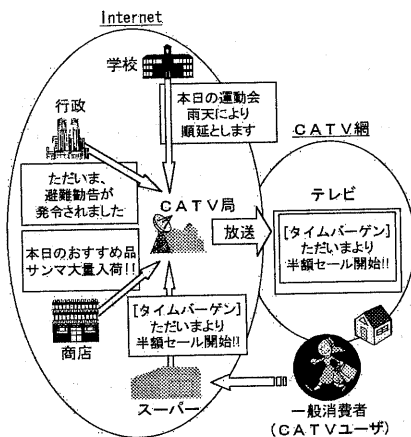 Internet
学校
本日の運動会
雨天により
順延とします
行政
ただいま、
避難勧告が
発令されました
CATV網
テレビ
[タイムバーゲン]
ただいまより
半額セール開始!!
CATV局
放送
本日のおすすめ品
サンマ大量入荷!!
商店
[タイムバーゲン]
ただいまより
半額セール開始!!
スーパー
一般消費者
(CATVユーザ)